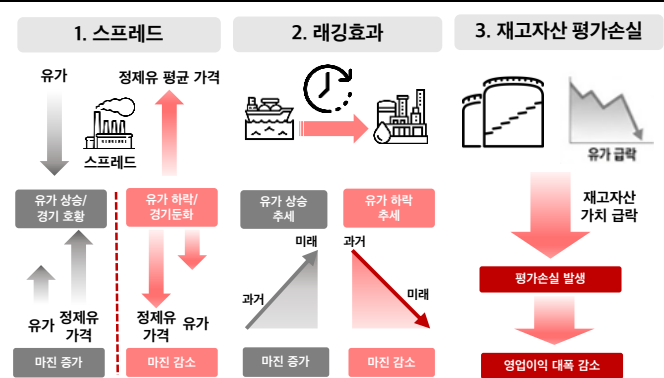 1. 스프레드
유가
정제유 평균 가격
스프레드
유가 상승/
경기 호황
유가 하락/
경기둔화
유가
정제유
가격
정제유
가격
유가
마진 증가
마진 감소
2. 래깅효과
유가 상승
추세
유가 하락
추세
미래
과거
과거
미래
마진 증가
마진 감소
3. 재고자산 평가손실
유가 급락
재고자산
가치 급락
평가손실 발생
영업이익 대폭 감소